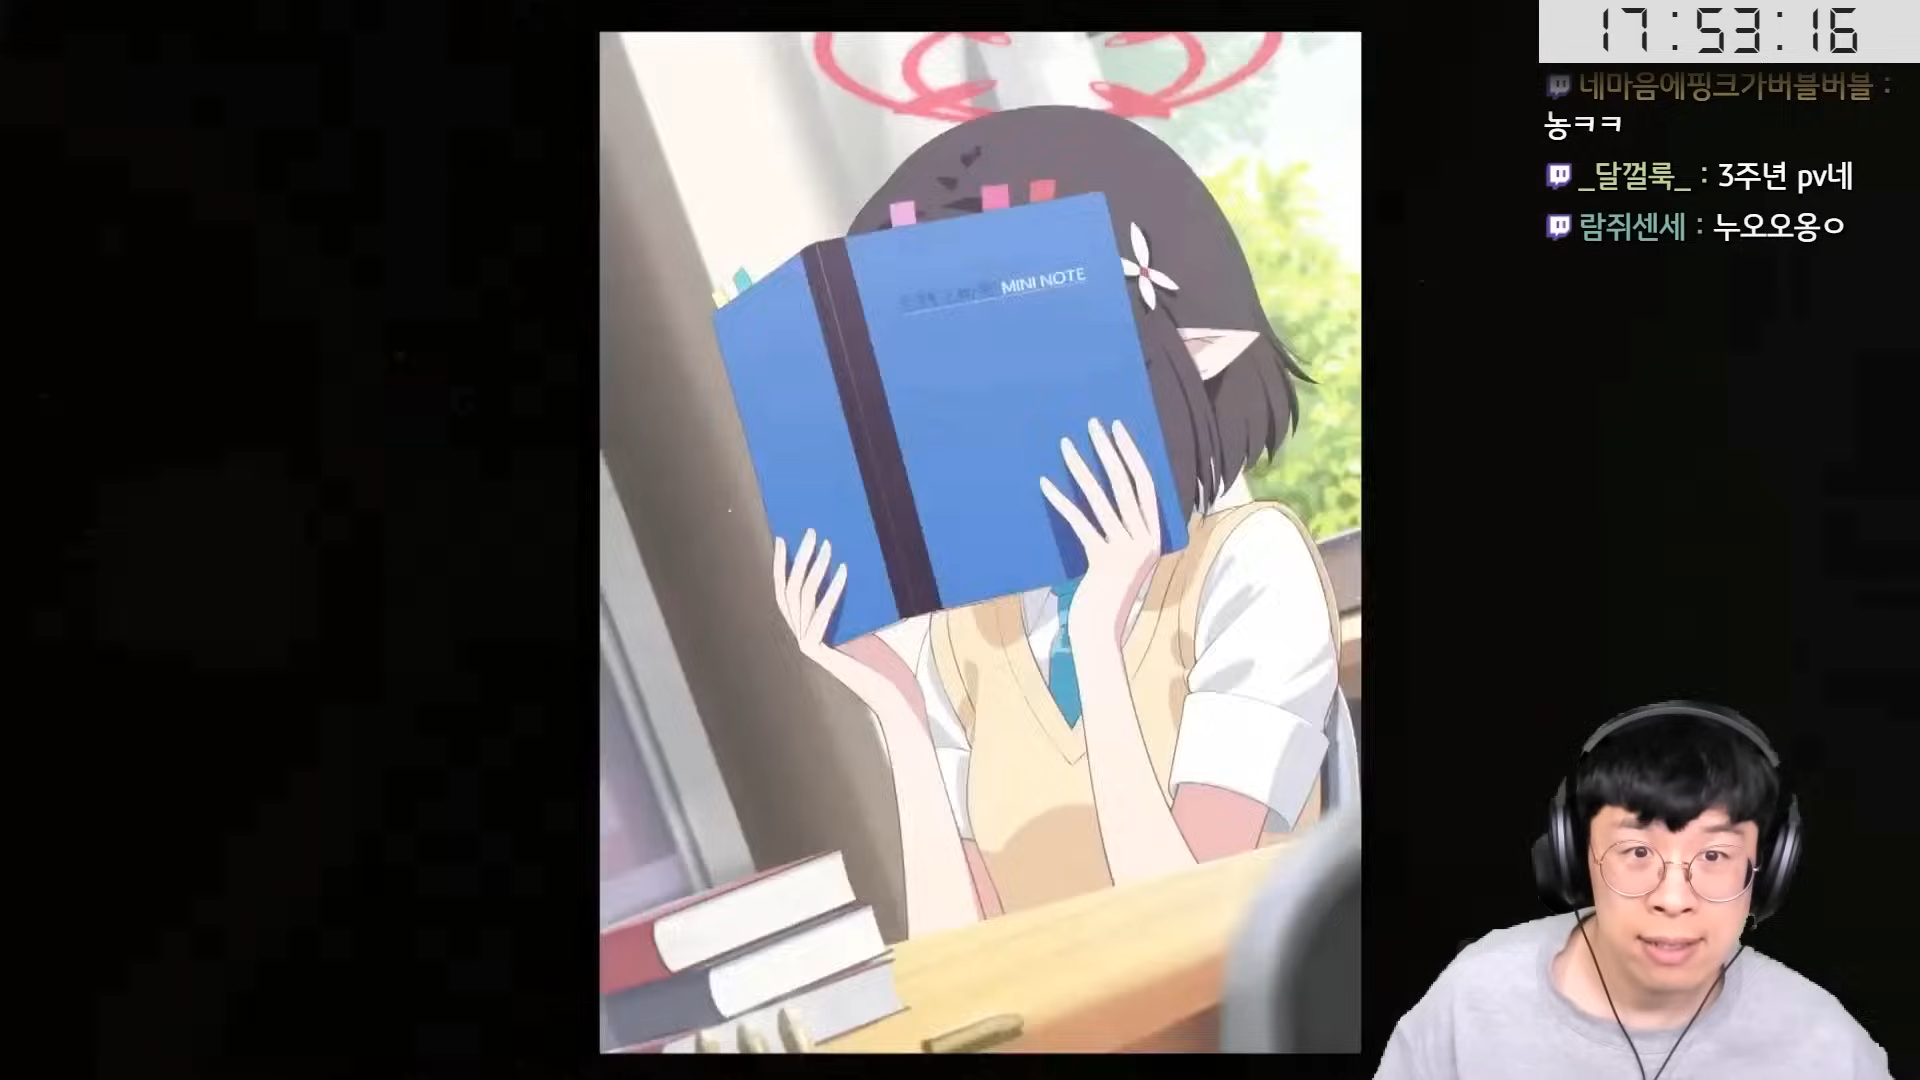 17:53:16
네마음에핑크가버블버블 :
농ㅋㅋ
_달껄룩_ : 3주년 pv네
람쥐센세 : 누오오옹ㅇ
MINI NOTE